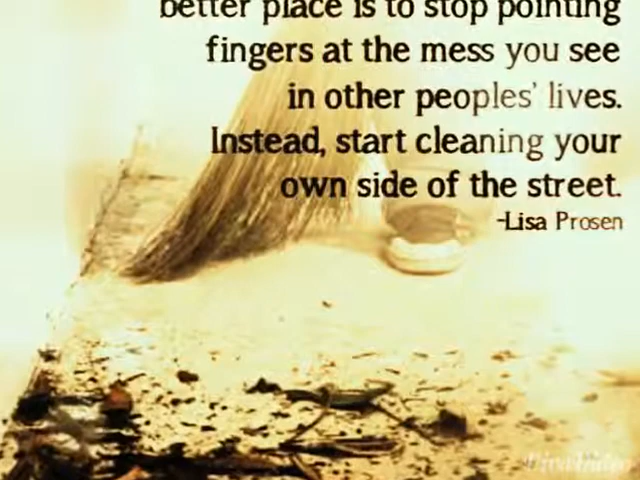 better place is to stop pointing
fingers at the mess you see
in other peoples' lives.
Instead, start cleaning your
own side of the street.
-Lisa Prosen